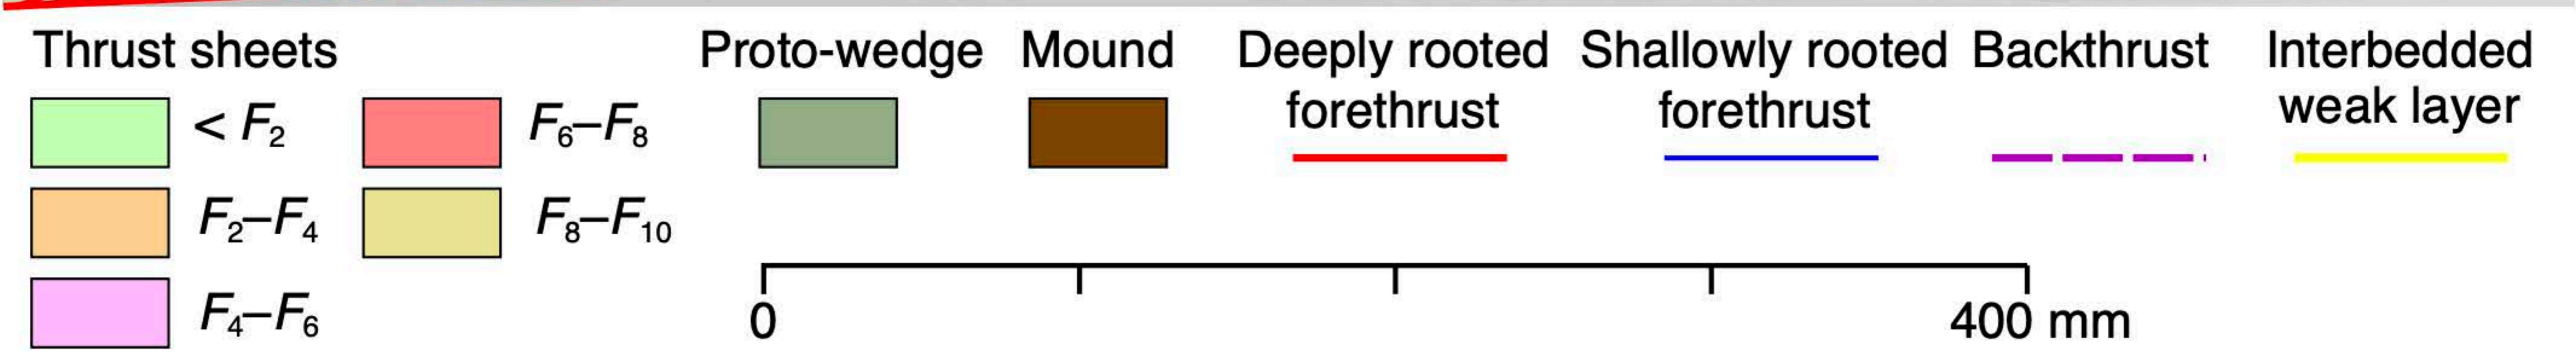 Thrust sheets
< F2
F2–F4
F4–F6
F6–F8
F8–F10
Proto-wedge
Mound
Deeply rooted
forethrust
Shallowly rooted
forethrust
Backthrust
Interbedded
weak layer
0
400 mm